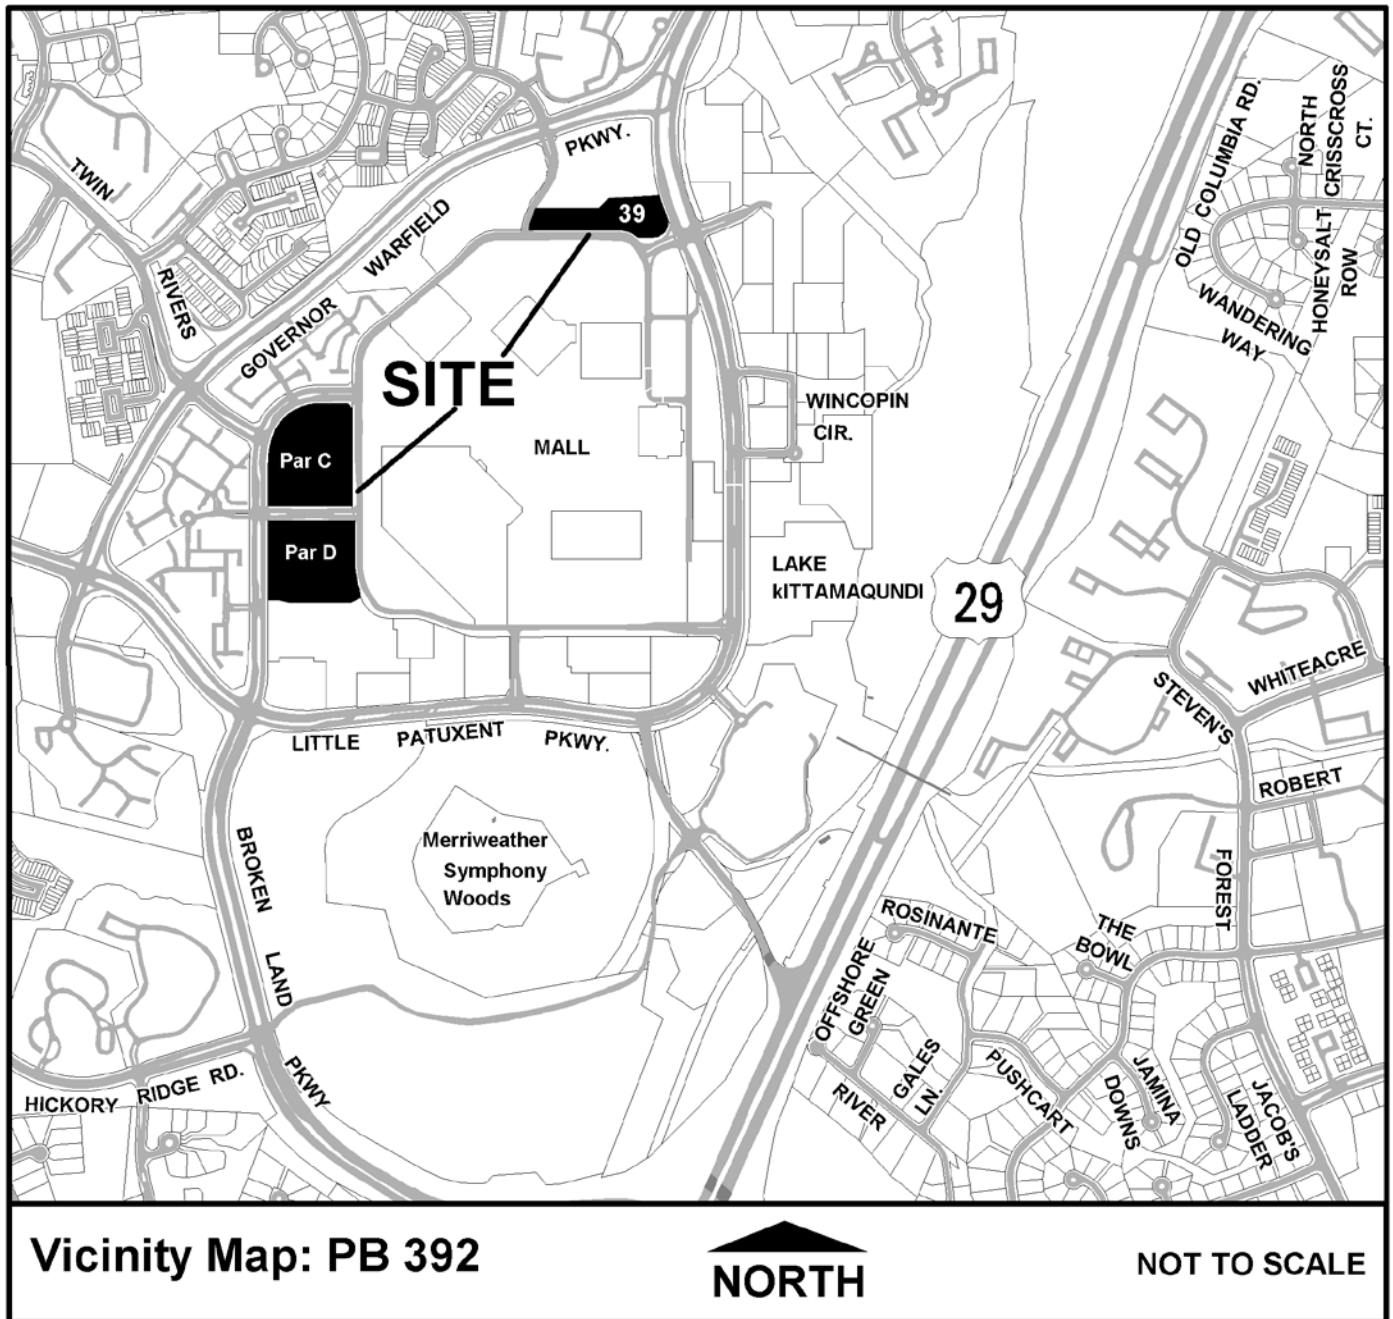 PKWY.
39
TWIN
RIVERS
WARFIELD
GOVERNOR
OLD COLUMBIA RD.
NORTH
CRISSCROSS
CT.
HONEYSALT
ROW
WANDERING
WAY
SITE
WINCOPIN
CIR.
MALL
Par C
Par D
LAKE
kITTAMAQUNDI
29
WHITEACRE
STEVEN'S
LITTLE PATUXENT PKWY.
ROBERT
FOREST
BROKEN
LAND
PKWY
Merriweather
Symphony
Woods
ROSINANTE
THE
BOWL
OFFSHORE
GREEN
GALES
LN.
RIVER
PUSHCART
JAMINA
DOWNS
JACOB'S
LADDER
HICKORY RIDGE RD.
Vicinity Map: PB 392
NORTH
NOT TO SCALE